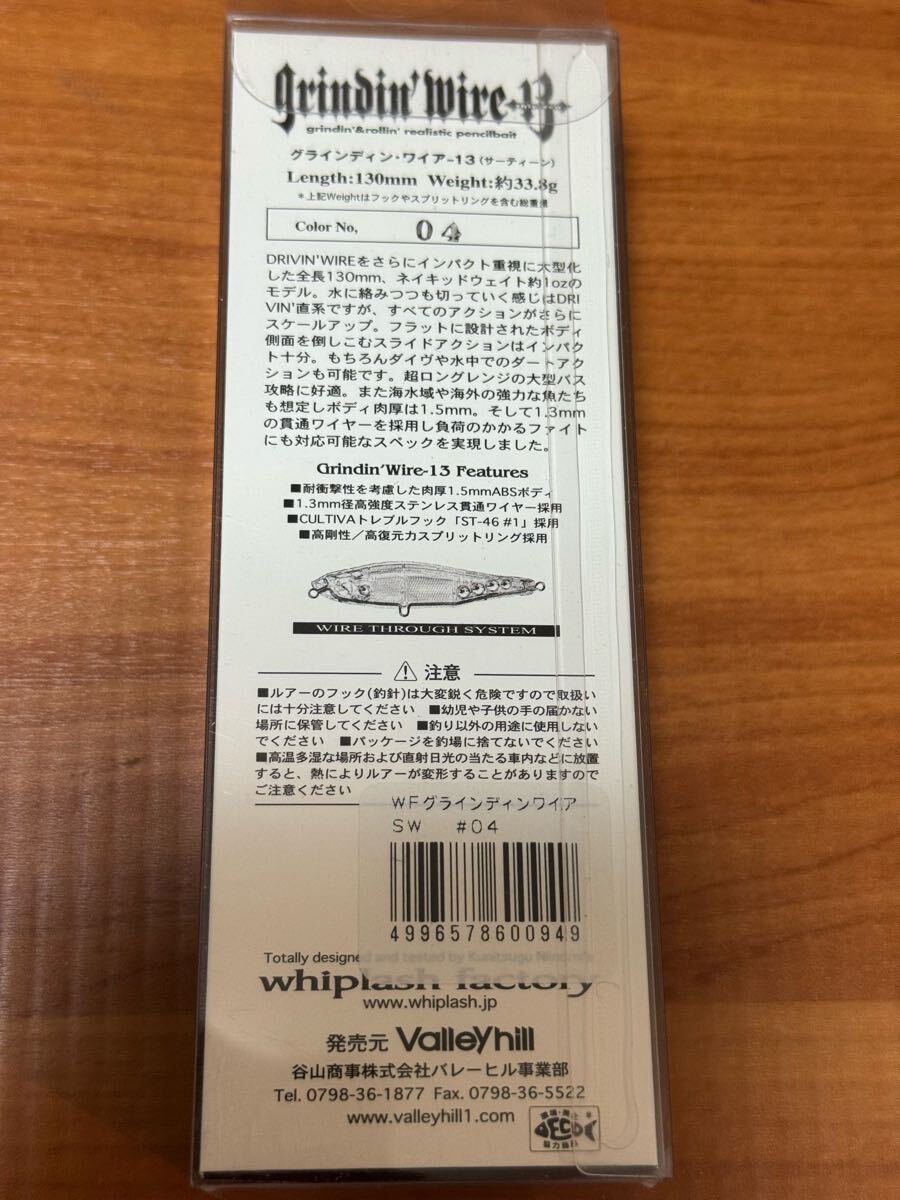 grindin' wire-13
grindin'&rollin' realistic pencilbait
グラインディン・ワイアー13(サーティーン)
Length:130mm Weight:約33.8g
*上記Weightはフックやスプリットリングを含む総重量
Color No, 04
DRIVIN'WIREをさらにインパクト重視に大型化
した全長130mm、ネイキッドウェイト約1ozの
モデル。水に絡みつつも切っていく感じはDRI
VIN'直系ですが、すべてのアクションがさらに
スケールアップ。フラットに設計されたボディ
側面を倒しこむスライドアクションはインパク
ト十分。もちろんダイヴや水中でのダートアク
ションも可能です。超ロングレンジの大型バス
攻略に好適。また海水域や海外の強力な魚たち
も想定しボディ肉厚は1.5mm。そして1.3mm
の貫通ワイヤーを採用し負荷のかかるファイト
にも対応可能なスペックを実現しました。
Grindin'Wire-13 Features
■耐衝撃性を考慮した肉厚1.5mmABSボディ
■1.3mm径高強度ステンレス貫通ワイヤー採用
■CULTIVAトレブルフック「ST-46 #1」採用
■高剛性/高復元力スプリットリング採用
WIRE THROUGH SYSTEM
注意
■ルアーのフック(釣針)は大変鋭く危険ですので取扱い
には十分注意してください ■幼児や子供の手の届かない
場所に保管してください ■釣り以外の用途に使用しない
でください ■パッケージを釣場に捨てないでください
■高温多湿な場所および直射日光の当たる車内などに放置
すると、熱によりルアーが変形することがありますので
ご注意ください
WFグラインディンワイア
SW #04
4996578600949
Totally designed and tested by Kunitsugu Niinomi's
whiplash factory
www.whiplash.jp
発売元 Valleyhill
谷山商事株式会社バレーヒル事業部
Tel. 0798-36-1877 Fax. 0798-36-5522
www.valleyhill1.com